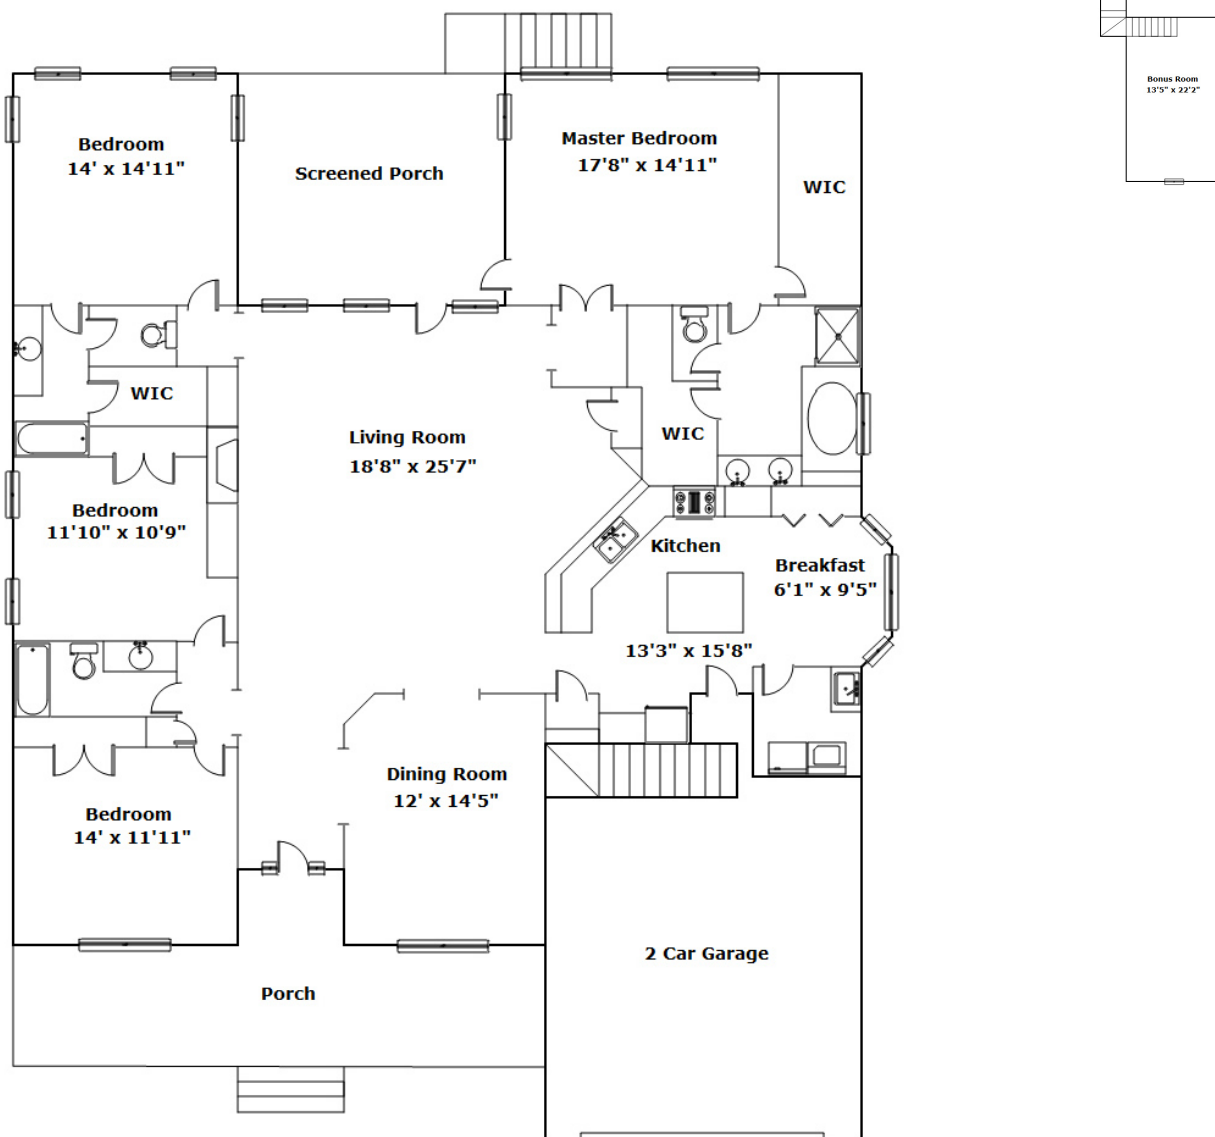 Bonus Room
13'5" x 22'2"
Master Bedroom
17'8" x 14'11"
Bedroom
14' x 14'11"
Screened Porch
WIC
WIC
Living Room
18'8" x 25'7"
WIC
Bedroom
11'10" x 10'9"
Kitchen
Breakfast
6'1" x 9'5"
13'3" x 15'8"
Dining Room
12' x 14'5"
Bedroom
14' x 11'11"
2 Car Garage
Porch